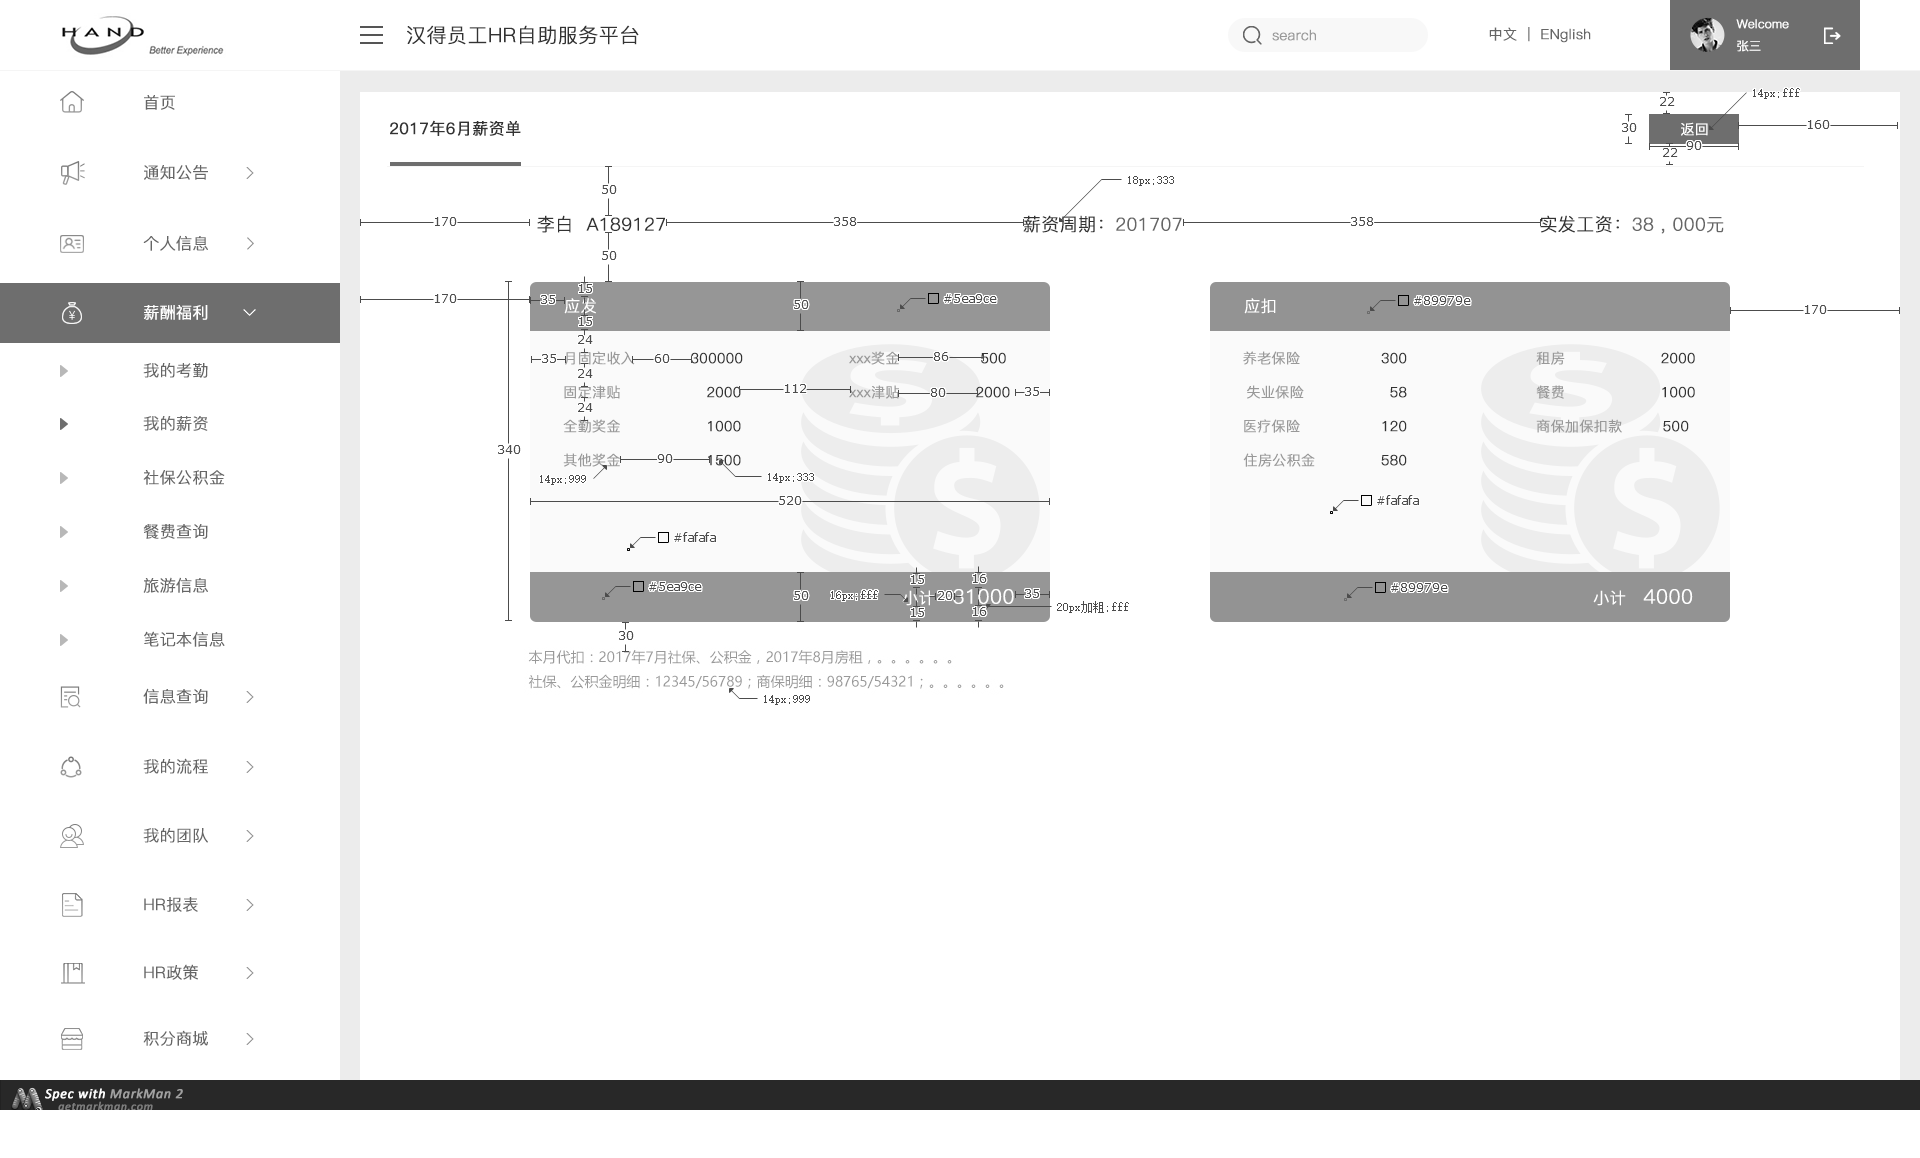 HAND Better Experience
汉得员工HR自助服务平台
search
中文 | ENglish
Welcome
张三
首页
通知公告
个人信息
薪酬福利
我的考勤
我的薪资
社保公积金
餐费查询
旅游信息
笔记本信息
信息查询
我的流程
我的团队
HR报表
HR政策
积分商城
2017年6月薪资单
22
14px;fff
30
返回
160
90
22
50
18px;333
170
李白 A189127
358
薪资周期：201707
358
实发工资：38，000元
50
170
35
15
应发
15
50
#5ea9ce
应扣
#89979e
170
24
35
月固定收入
60
300000
xxx奖金
86
500
24
固定津贴
2000
112
xxx津贴
80
2000
35
24
全勤奖金
1000
340
其他奖金
90
1500
14px;999
14px;333
520
#fafafa
#5ea9ce
50
16px;fff
15
小计
15
20
16
31000
16
35
20px加粗;fff
养老保险 300 租房 2000
失业保险 58 餐费 1000
医疗保险 120 商保加保扣款 500
住房公积金 580
#fafafa
#89979e
小计 4000
30
本月代扣：2017年7月社保、公积金，2017年8月房租，。。。。。。
社保、公积金明细：12345/56789；商保明细：98765/54321；。。。。。。
14px;999
Spec with MarkMan 2
getmarkman.com